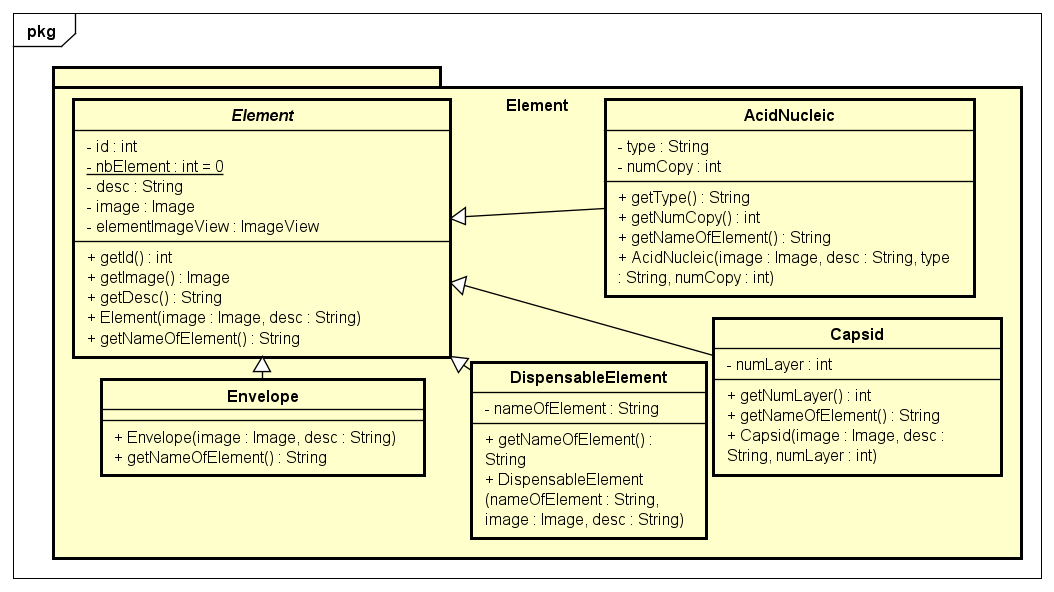 pkg
Element
Element
- id : int
- nbElement : int = 0
- desc : String
- image : Image
- elementImageView : ImageView
+ getId() : int
+ getImage() : Image
+ getDesc() : String
+ Element(image : Image, desc : String)
+ getNameOfElement() : String
AcidNucleic
- type : String
- numCopy : int
+ getType() : String
+ getNumCopy() : int
+ getNameOfElement() : String
+ AcidNucleic(image : Image, desc : String, type
: String, numCopy : int)
Capsid
- numLayer : int
+ getNumLayer() : int
+ getNameOfElement() : String
+ Capsid(image : Image, desc :
String, numLayer : int)
Envelope
+ Envelope(image : Image, desc : String)
+ getNameOfElement() : String
DispensableElement
- nameOfElement : String
+ getNameOfElement() :
String
+ DispensableElement
(nameOfElement : String,
image : Image, desc : String)